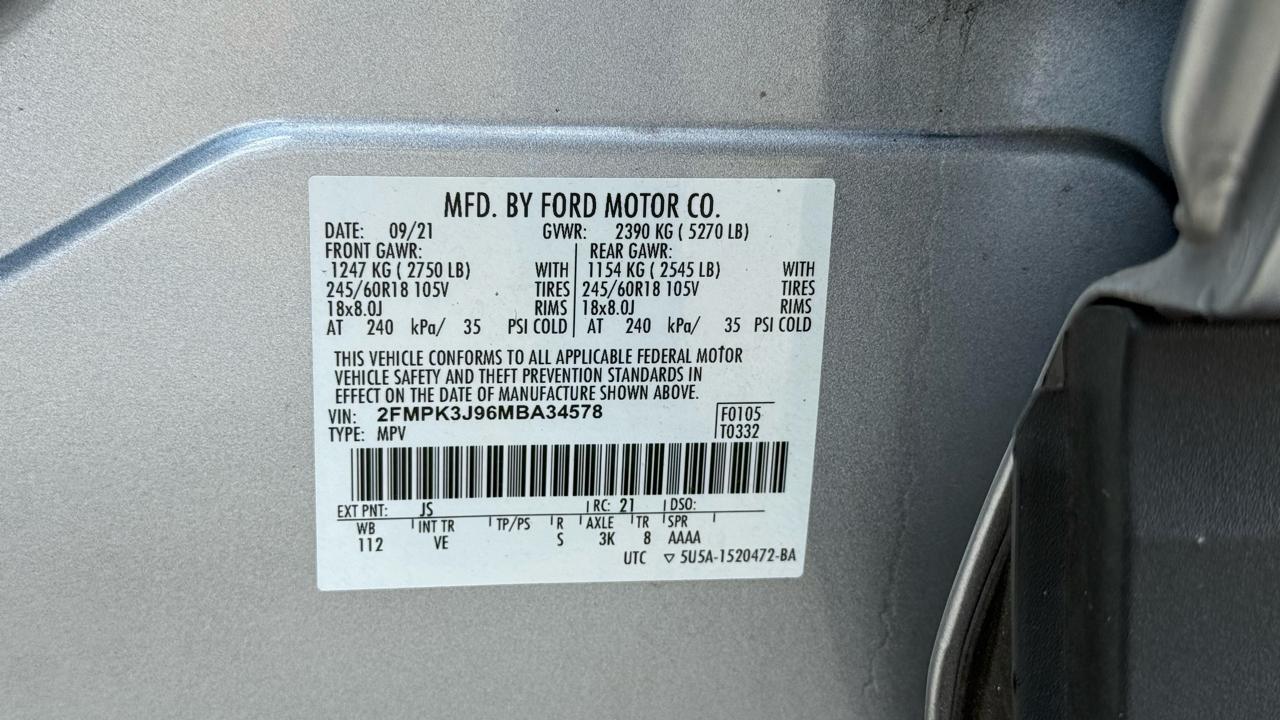 MFD. BY FORD MOTOR CO.
DATE: 09/21 GVWR: 2390 KG ( 5270 LB)
FRONT GAWR: REAR GAWR:
1247 KG ( 2750 LB) WITH 1154 KG ( 2545 LB) WITH
245/60R18 105V TIRES 245/60R18 105V TIRES
18x8.0J RIMS 18x8.0J RIMS
AT 240 kPa/ 35 PSI COLD AT 240 kPa/ 35 PSI COLD
THIS VEHICLE CONFORMS TO ALL APPLICABLE FEDERAL MOTOR
VEHICLE SAFETY AND THEFT PREVENTION STANDARDS IN
EFFECT ON THE DATE OF MANUFACTURE SHOWN ABOVE.
VIN: 2FMPK3J96MBA34578 F0105
TYPE: MPV T0332
EXT PNT: JS RC: 21 DSO:
WB INT TR TP/PS R AXLE TR SPR
112 VE S 3K 8 AAAA
UTC ▽ 5U5A-1520472-BA